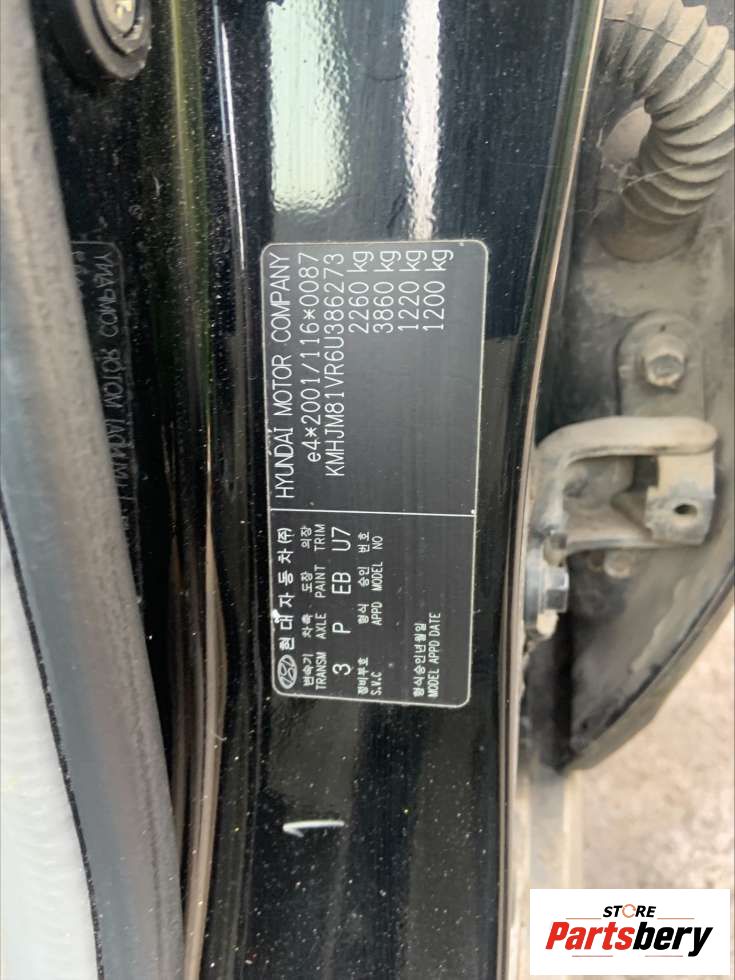 현대자동차(주) HYUNDAI MOTOR COMPANY
변속기 차축 도장 의장
TRANSM AXLE PAINT TRIM
3 P EB U7
e4*2001/116*0087
KMHJM81VR6U386273
정비부호 형식 승인 번호
S.V.C APPD MODEL NO
2260 kg
3860 kg
1220 kg
1200 kg
형식승인년월일
MODEL APPD DATE
1
STORE
Partsbery